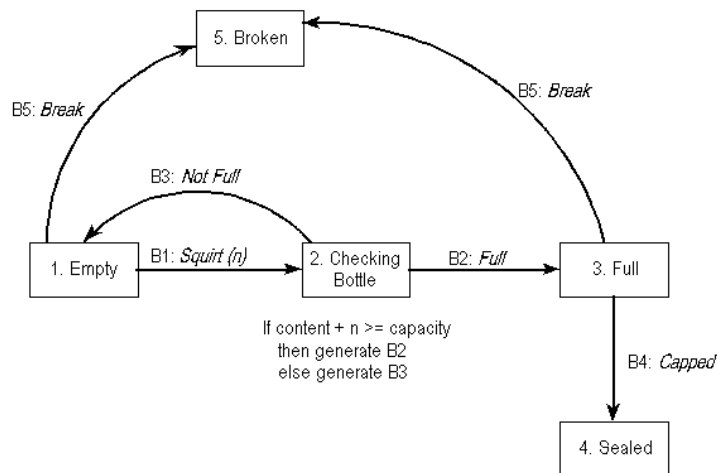 5. Broken
B5: Break
B5: Break
B3: Not Full
1. Empty
B1: Squirt (n)
2. Checking
Bottle
B2: Full
3. Full
If content + n >= capacity
then generate B2
else generate B3
B4: Capped
4. Sealed